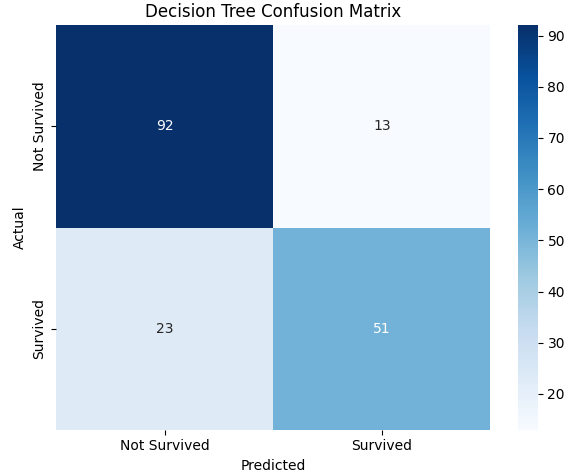 Decision Tree Confusion Matrix
Actual
Not Survived
Survived
92
13
23
51
Not Survived
Survived
Predicted
90
80
70
60
50
40
30
20